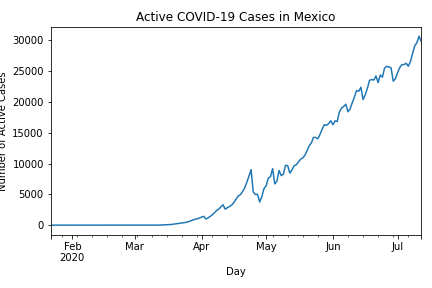 Active COVID-19 Cases in Mexico
Number of Active Cases
30000
25000
20000
15000
10000
5000
0
Feb Mar Apr May Jun Jul
2020
Day